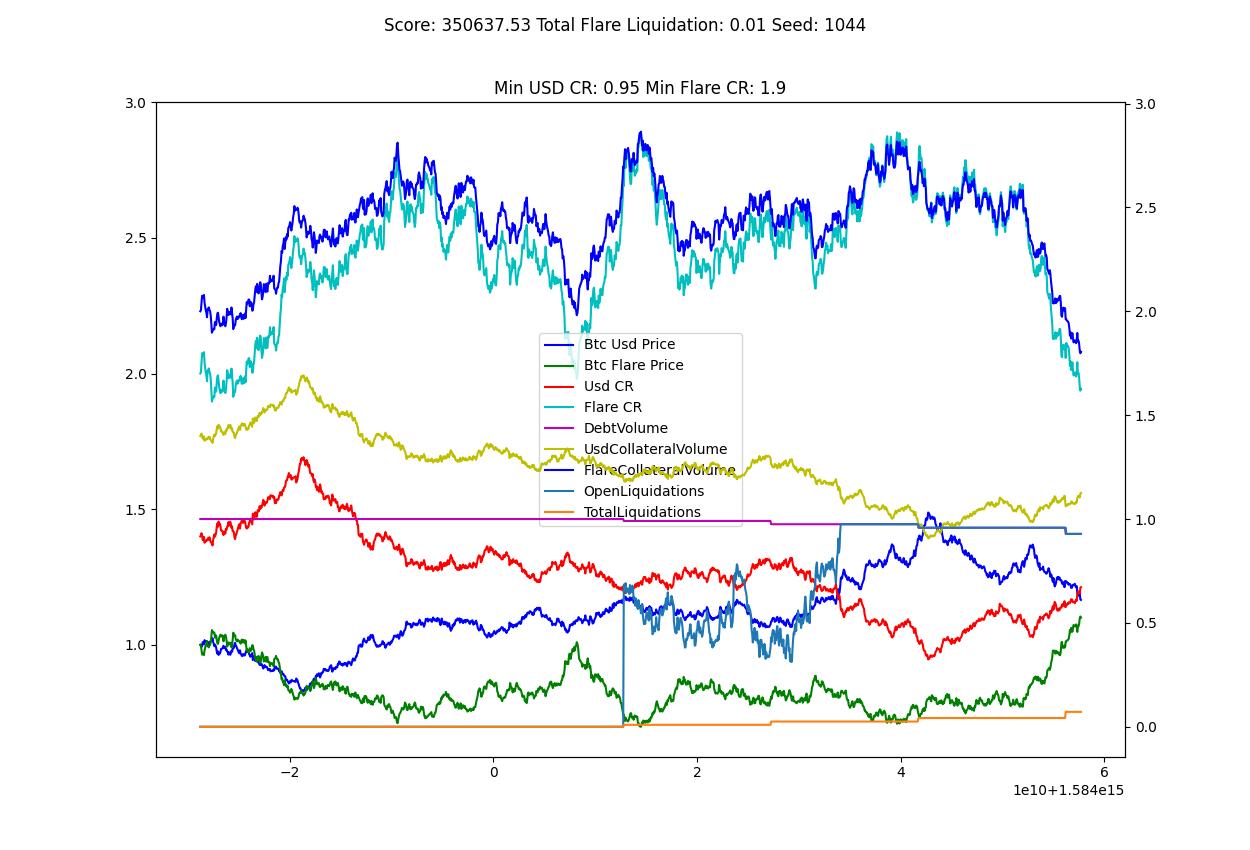 Score: 350637.53 Total Flare Liquidation: 0.01 Seed: 1044
Min USD CR: 0.95 Min Flare CR: 1.9
3.0
2.5
2.0
1.5
1.0
3.0
2.5
2.0
1.5
1.0
0.5
0.0
Btc Usd Price
Btc Flare Price
Usd CR
Flare CR
DebtVolume
UsdCollateralVolume
FlareCollateralVolume
OpenLiquidations
TotalLiquidations
−2 0 2 4 6
1e10+1.584e15